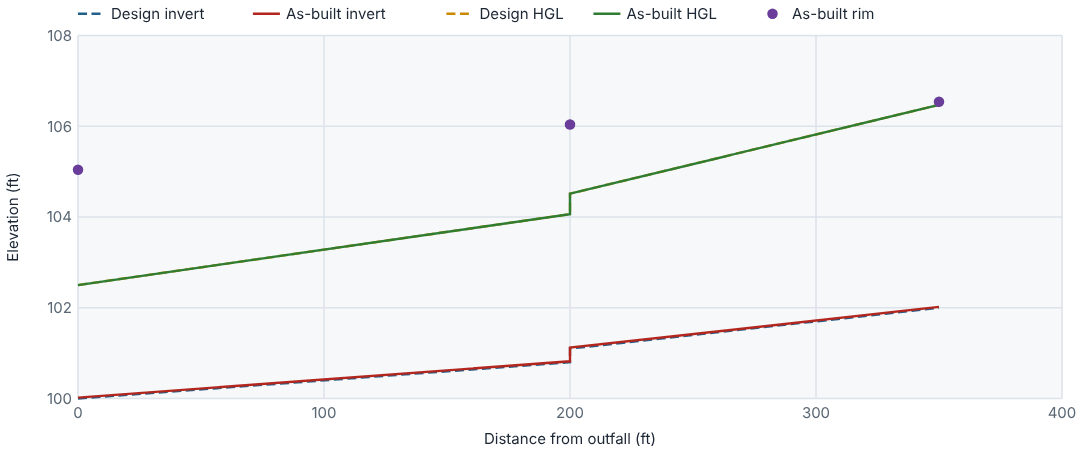 Design invert As-built invert Design HGL As-built HGL As-built rim
108
106
104
102
100
0 100 200 300 400
Elevation (ft)
Distance from outfall (ft)